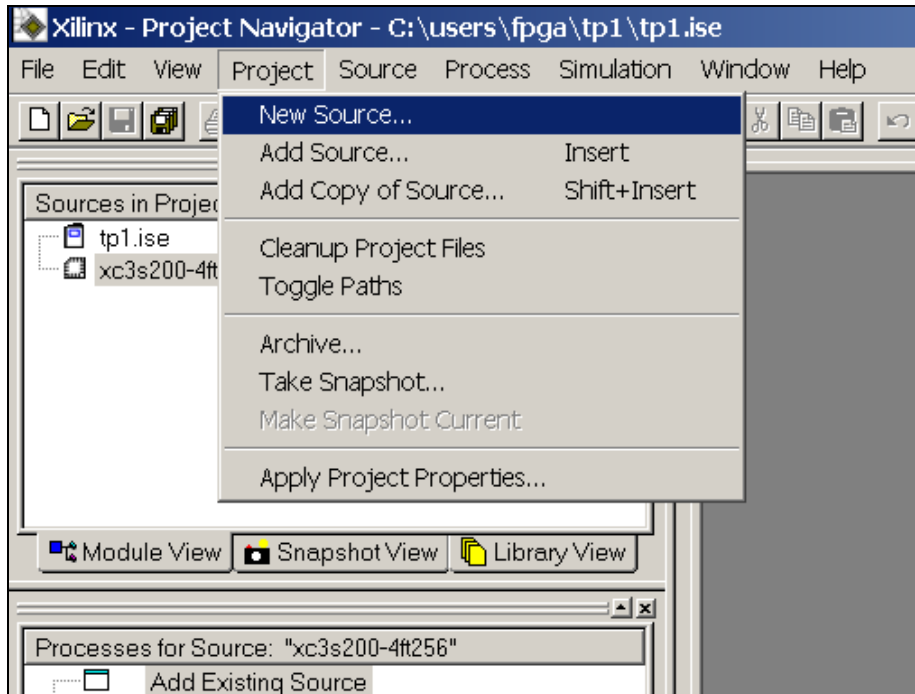 Xilinx - Project Navigator - C:\users\fpga\tp1\tp1.ise
File Edit View Project Source Process Simulation Window Help
New Source...
Add Source... Insert
Add Copy of Source... Shift+Insert
Cleanup Project Files
Toggle Paths
Archive...
Take Snapshot...
Make Snapshot Current
Apply Project Properties...
Sources in Projec
tp1.ise
xc3s200-4ft
Module View Snapshot View Library View
Processes for Source: "xc3s200-4ft256"
Add Existing Source